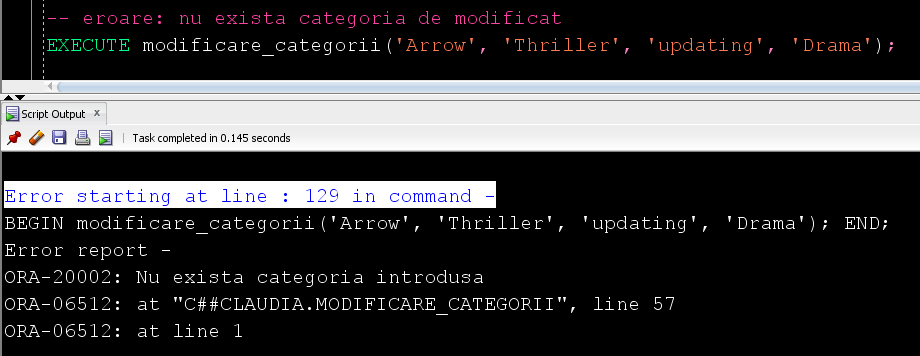 -- eroare: nu exista categoria de modificat
EXECUTE modificare_categorii('Arrow', 'Thriller', 'updating', 'Drama');
Script Output x
Task completed in 0.145 seconds
Error starting at line : 129 in command -
BEGIN modificare_categorii('Arrow', 'Thriller', 'updating', 'Drama'); END;
Error report -
ORA-20002: Nu exista categoria introdusa
ORA-06512: at "C##CLAUDIA.MODIFICARE_CATEGORII", line 57
ORA-06512: at line 1